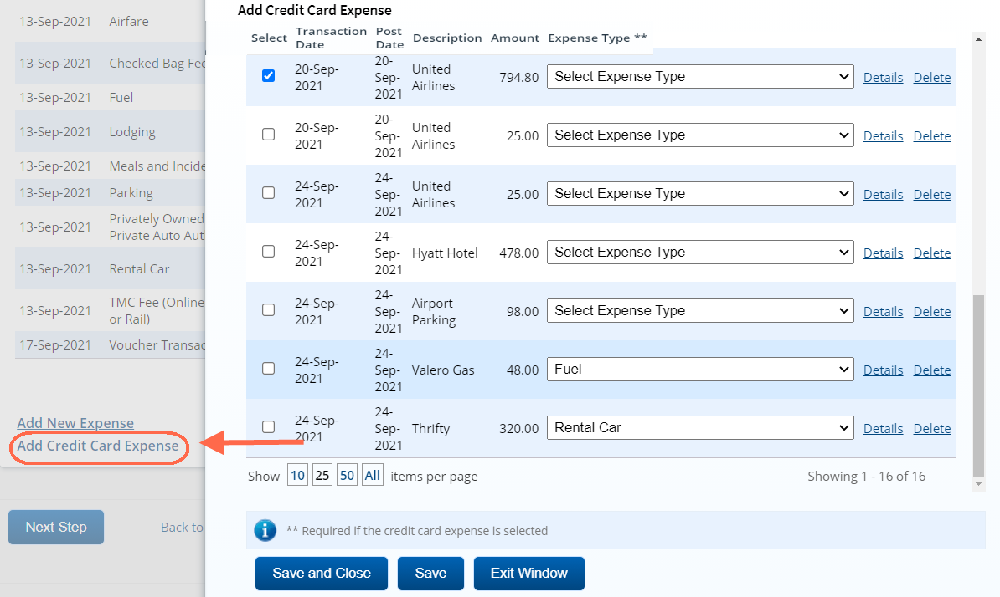 13-Sep-2021 Airfare
13-Sep-2021 Checked Bag Fee
13-Sep-2021 Fuel
13-Sep-2021 Lodging
13-Sep-2021 Meals and Incide
13-Sep-2021 Parking
13-Sep-2021 Privately Owned
Private Auto Aut
13-Sep-2021 Rental Car
13-Sep-2021 TMC Fee (Online
or Rail)
17-Sep-2021 Voucher Transac
Add New Expense
Add Credit Card Expense
Next Step
Back to
Add Credit Card Expense
Select Transaction Date Post Date Description Amount Expense Type **
20-Sep-2021 20-Sep-2021 United Airlines 794.80 Select Expense Type Details Delete
20-Sep-2021 20-Sep-2021 United Airlines 25.00 Select Expense Type Details Delete
24-Sep-2021 24-Sep-2021 United Airlines 25.00 Select Expense Type Details Delete
24-Sep-2021 24-Sep-2021 Hyatt Hotel 478.00 Select Expense Type Details Delete
24-Sep-2021 24-Sep-2021 Airport Parking 98.00 Select Expense Type Details Delete
24-Sep-2021 24-Sep-2021 Valero Gas 48.00 Fuel Details Delete
24-Sep-2021 24-Sep-2021 Thrifty 320.00 Rental Car Details Delete
Show 10 25 50 All items per page
Showing 1 - 16 of 16
** Required if the credit card expense is selected
Save and Close
Save
Exit Window